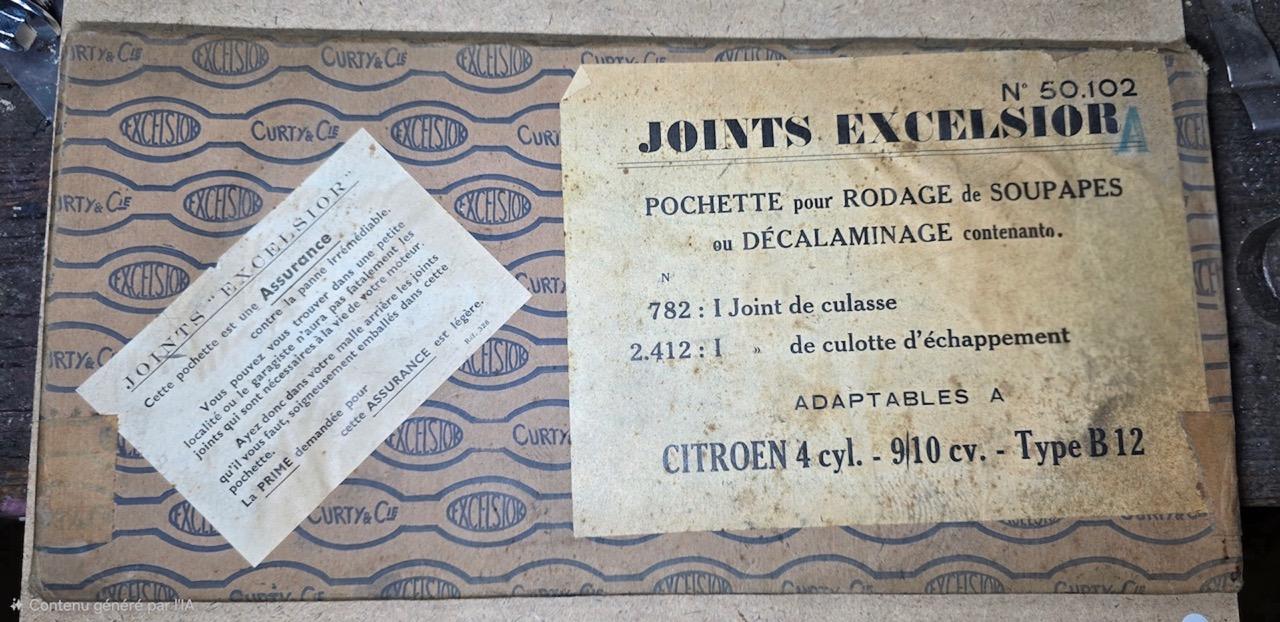 CURTY & CIE
EXCELSIOR
JOINTS "EXCELSIOR"
Cette pochette est une Assurance
contre la panne irrémédiable.
Vous pouvez vous trouver dans une petite
localité ou le garagiste n'aura pas fatalement les
joints qui sont nécessaires à la vie de votre moteur.
Ayez donc dans votre malle arrière les joints
qu'il vous faut, soigneusement emballés dans cette
pochette.
La PRIME demandée pour
cette ASSURANCE est légère.
Réf. 328
N° 50.102
JOINTS EXCELSIOR A
POCHETTE pour RODAGE de SOUPAPES
ou DÉCALAMINAGE contenanto.
N
782 : I Joint de culasse
2.412 : I » de culotte d'échappement
ADAPTABLES A
CITROEN 4 cyl. - 9/10 cv. - Type B 12
Contenu généré par l'IA